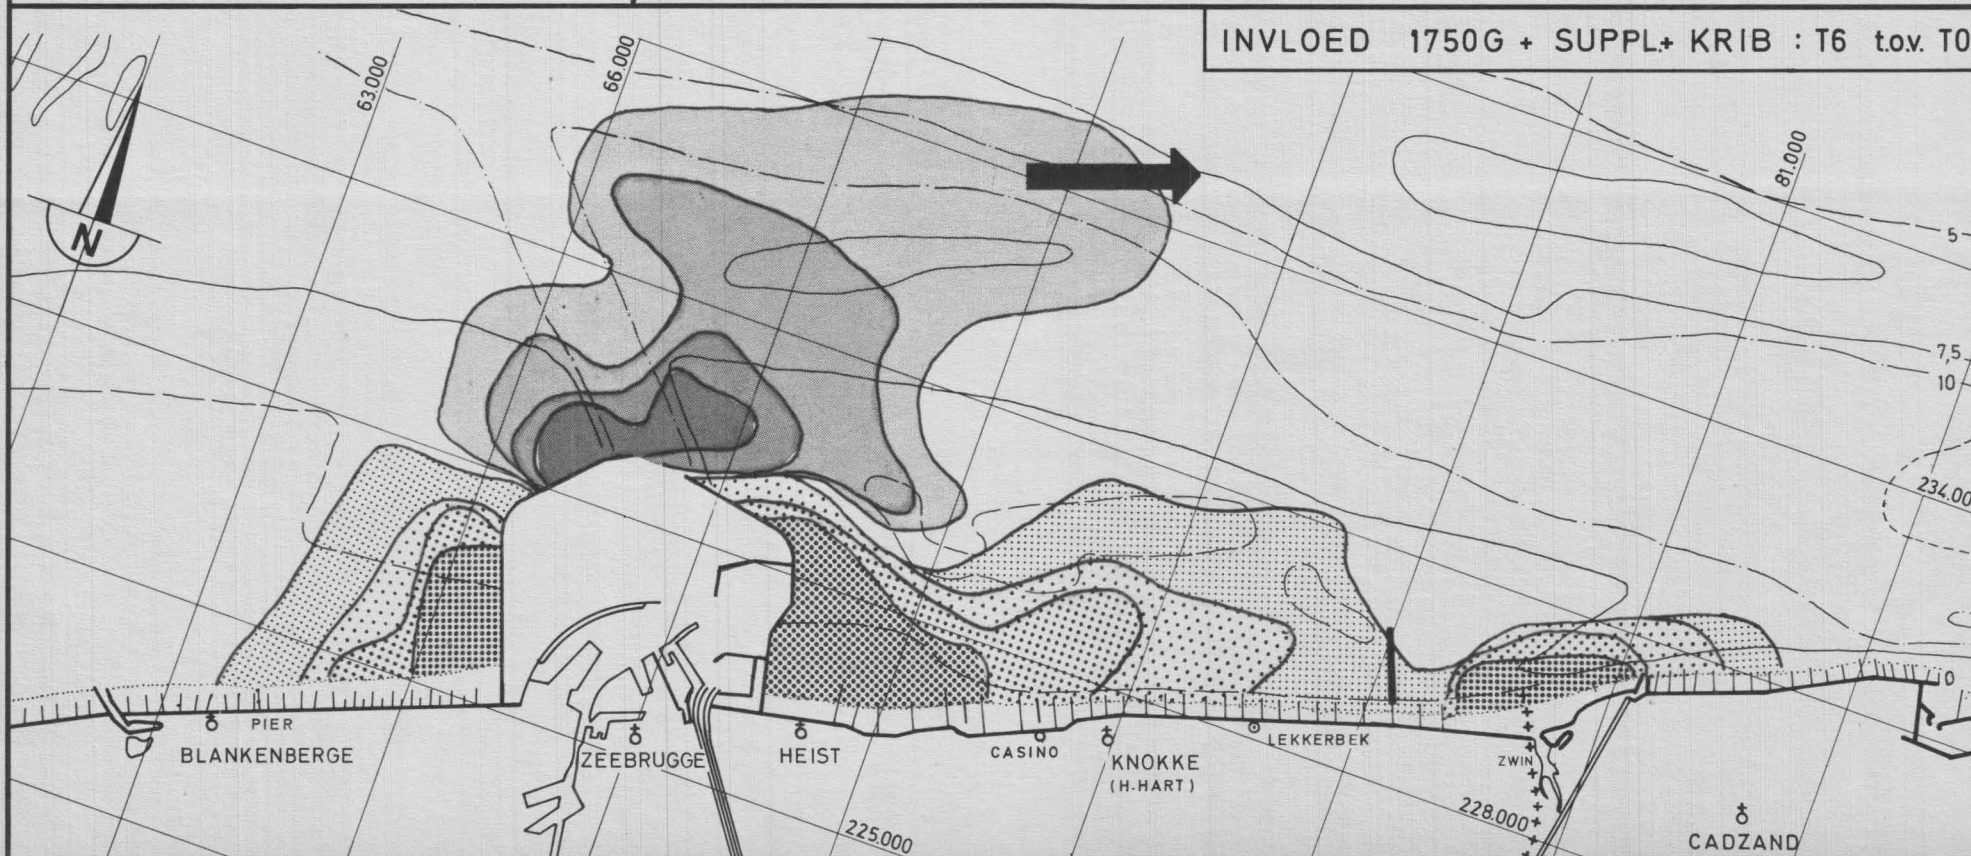 INVLOED 1750G + SUPPL.+ KRIB : T6 t.o.v. T0
63.000
66.000
81.000
N
5
7,5
10
234.00
0
PIER
BLANKENBERGE
ZEEBRUGGE
HEIST
CASINO
KNOKKE
(H.HART)
LEKKERBEK
ZWIN
225.000
228.000
CADZAND